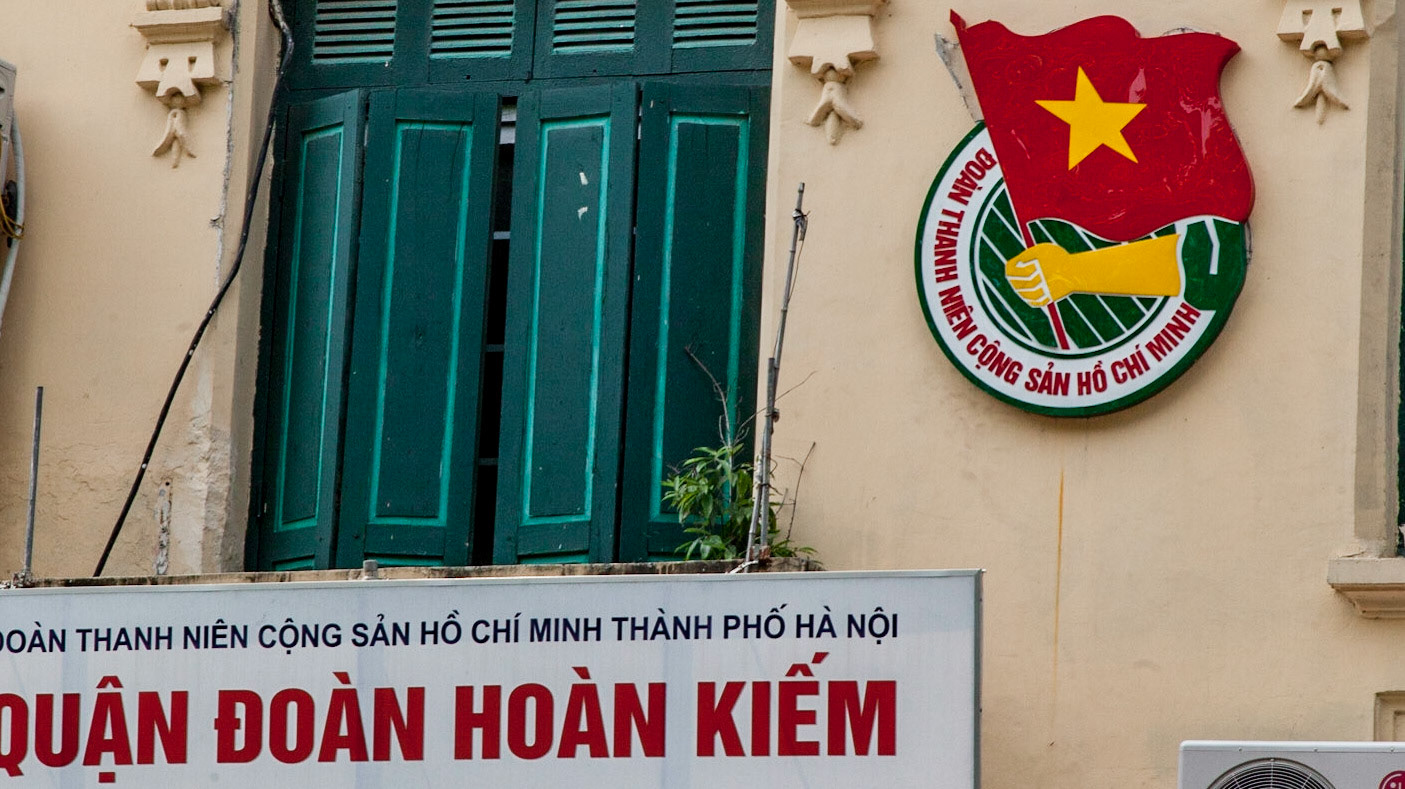 ĐOÀN THANH NIÊN CỘNG SẢN HỒ CHÍ MINH
ĐOÀN THANH NIÊN CỘNG SẢN HỒ CHÍ MINH THÀNH PHỐ HÀ NỘI
QUẬN ĐOÀN HOÀN KIẾM